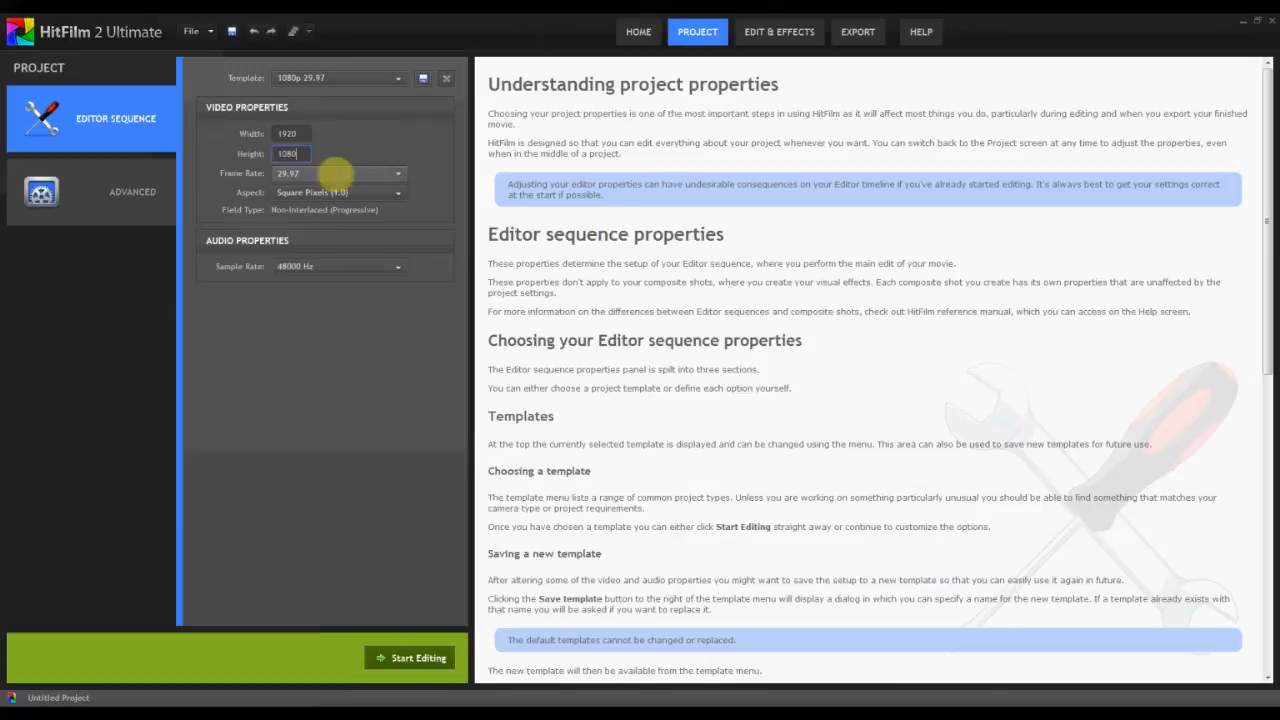 HitFilm 2 Ultimate
File
HOME
PROJECT
EDIT & EFFECTS
EXPORT
HELP
PROJECT
EDITOR SEQUENCE
ADVANCED
Template: 1080p 29.97
VIDEO PROPERTIES
Width: 1920
Height: 1080
Frame Rate: 29.97
Aspect: Square Pixels (1.0)
Field Type: Non-Interlaced (Progressive)
AUDIO PROPERTIES
Sample Rate: 48000 Hz
Start Editing
Understanding project properties
Choosing your project properties is one of the most important steps in using HitFilm as it will affect most things you do, particularly during editing and when you export your finished
movie.
HitFilm is designed so that you can edit everything about your project whenever you want. You can switch back to the Project screen at any time to adjust the properties, even
when in the middle of a project.
Adjusting your editor properties can have undesirable consequences on your Editor timeline if you've already started editing. It's always best to get your settings correct
at the start if possible.
Editor sequence properties
These properties determine the setup of your Editor sequence, where you perform the main edit of your movie.
These properties don't apply to your composite shots, where you create your visual effects. Each composite shot you create has its own properties that are unaffected by the
project settings.
For more information on the differences between Editor sequences and composite shots, check out HitFilm reference manual, which you can access on the Help screen.
Choosing your Editor sequence properties
The Editor sequence properties panel is spilt into three sections.
You can either choose a project template or define each option yourself.
Templates
At the top the currently selected template is displayed and can be changed using the menu. This area can also be used to save new templates for future use.
Choosing a template
The template menu lists a range of common project types. Unless you are working on something particularly unusual you should be able to find something that matches your
camera type or project requirements.
Once you have chosen a template you can either click Start Editing straight away or continue to customize the options.
Saving a new template
After altering some of the video and audio properties you might want to save the setup to a new template so that you can easily use it again in future.
Clicking the Save template button to the right of the template menu will display a dialog in which you can specify a name for the new template. If a template already exists with
that name you will be asked if you want to replace it.
The default templates cannot be changed or replaced.
The new template will then be available from the template menu.
Untitled Project